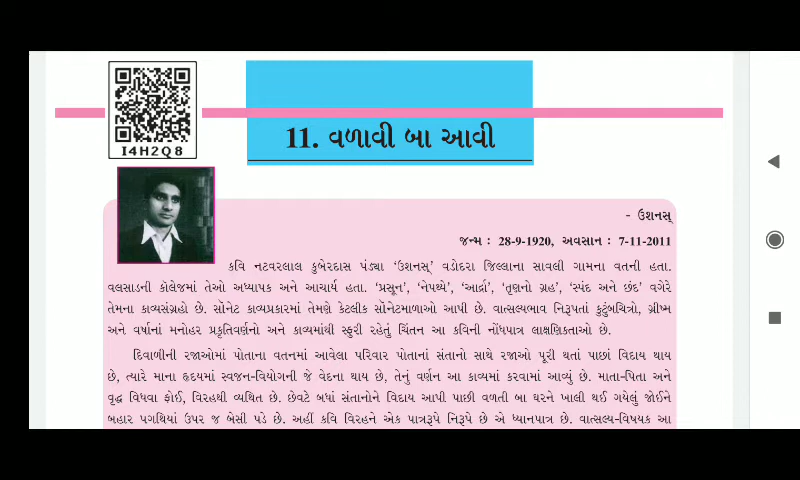 I4H2Q8
11. વળાવી બા આવી
- ઉશનસ્
જન્મ : 28-9-1920, અવસાન : 7-11-2011
કવિ નટવરલાલ કુબેરદાસ પંડ્યા ‘ઉશનસ્’ વડોદરા જિલ્લાના સાવલી ગામના વતની હતા.
વલસાડની કૉલેજમાં તેઓ અધ્યાપક અને આચાર્ય હતા. ‘પ્રસૂન’, ‘નેપથ્યે’, ‘આર્દ્રા’, ‘તૃણનો ગ્રહ’, ‘સ્પંદ અને છંદ’ વગેરે
તેમના કાવ્યસંગ્રહો છે. સૉનેટ કાવ્યપ્રકારમાં તેમણે કેટલીક સૉનેટમાળાઓ આપી છે. વાત્સલ્યભાવ નિરૂપતાં કુટુંબચિત્રો, ગ્રીષ્મ
અને વર્ષાનાં મનોહર પ્રકૃતિવર્ણનો અને કાવ્યમાંથી સ્ફુરી રહેતું ચિંતન આ કવિની નોંધપાત્ર લાક્ષણિકતાઓ છે.
દિવાળીની રજાઓમાં પોતાના વતનમાં આવેલા પરિવાર પોતાનાં સંતાનો સાથે રજાઓ પૂરી થતાં પાછાં વિદાય થાય
છે, ત્યારે માના હૃદયમાં સ્વજન-વિયોગની જે વેદના થાય છે, તેનું વર્ણન આ કાવ્યમાં કરવામાં આવ્યું છે. માતા-પિતા અને
વૃદ્ધ વિધવા ફોઈ, વિરહથી વ્યથિત છે. છેવટે બધાં સંતાનોને વિદાય આપી પાછી વળતી બા ઘરને ખાલી થઈ ગયેલું જોઈને
બહાર પગથિયાં ઉપર જ બેસી પડે છે. અહીં કવિ વિરહને એક પાત્રરૂપે નિરૂપે છે એ ધ્યાનપાત્ર છે. વાત્સલ્ય-વિષયક આ